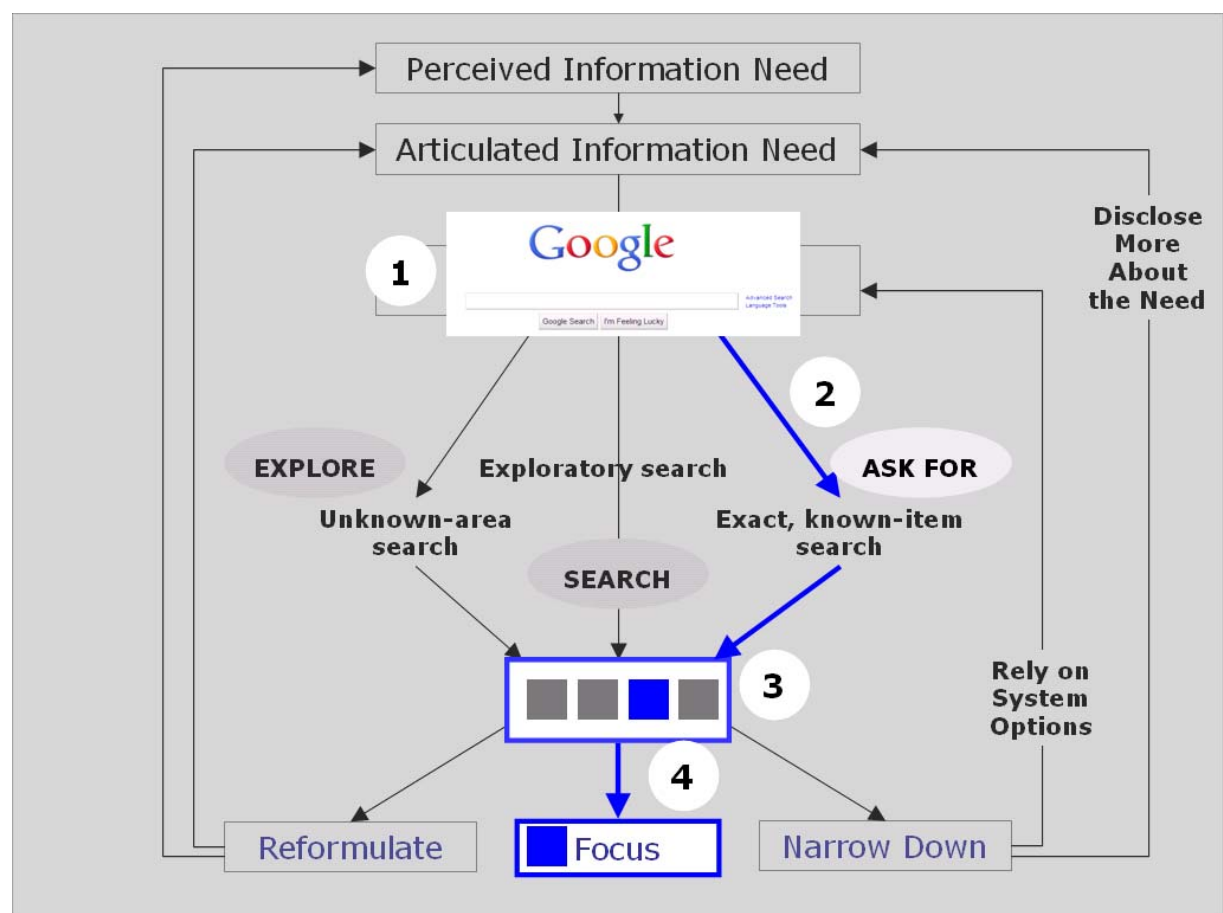 Perceived Information Need
Articulated Information Need
Disclose
More
About
the Need
1
Google
Advanced Search
Language Tools
Google Search
I'm Feeling Lucky
2
EXPLORE
Exploratory search
ASK FOR
Unknown-area
search
Exact, known-item
search
SEARCH
3
Rely on
System
Options
4
Reformulate
Focus
Narrow Down